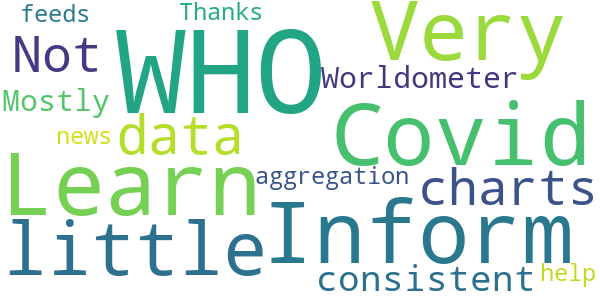 feeds
Thanks
Very
Not
WHO
Worldometer
Mostly
Covid
news
data
Learn
aggregation
charts
Inform
little
consistent
help